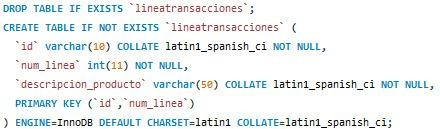 DROP TABLE IF EXISTS `lineatransacciones`;
CREATE TABLE IF NOT EXISTS `lineatransacciones` (
`id` varchar(10) COLLATE latin1_spanish_ci NOT NULL,
`num_linea` int(11) NOT NULL,
`descripcion_producto` varchar(50) COLLATE latin1_spanish_ci NOT NULL,
PRIMARY KEY (`id`,`num_linea`)
) ENGINE=InnoDB DEFAULT CHARSET=latin1 COLLATE=latin1_spanish_ci;